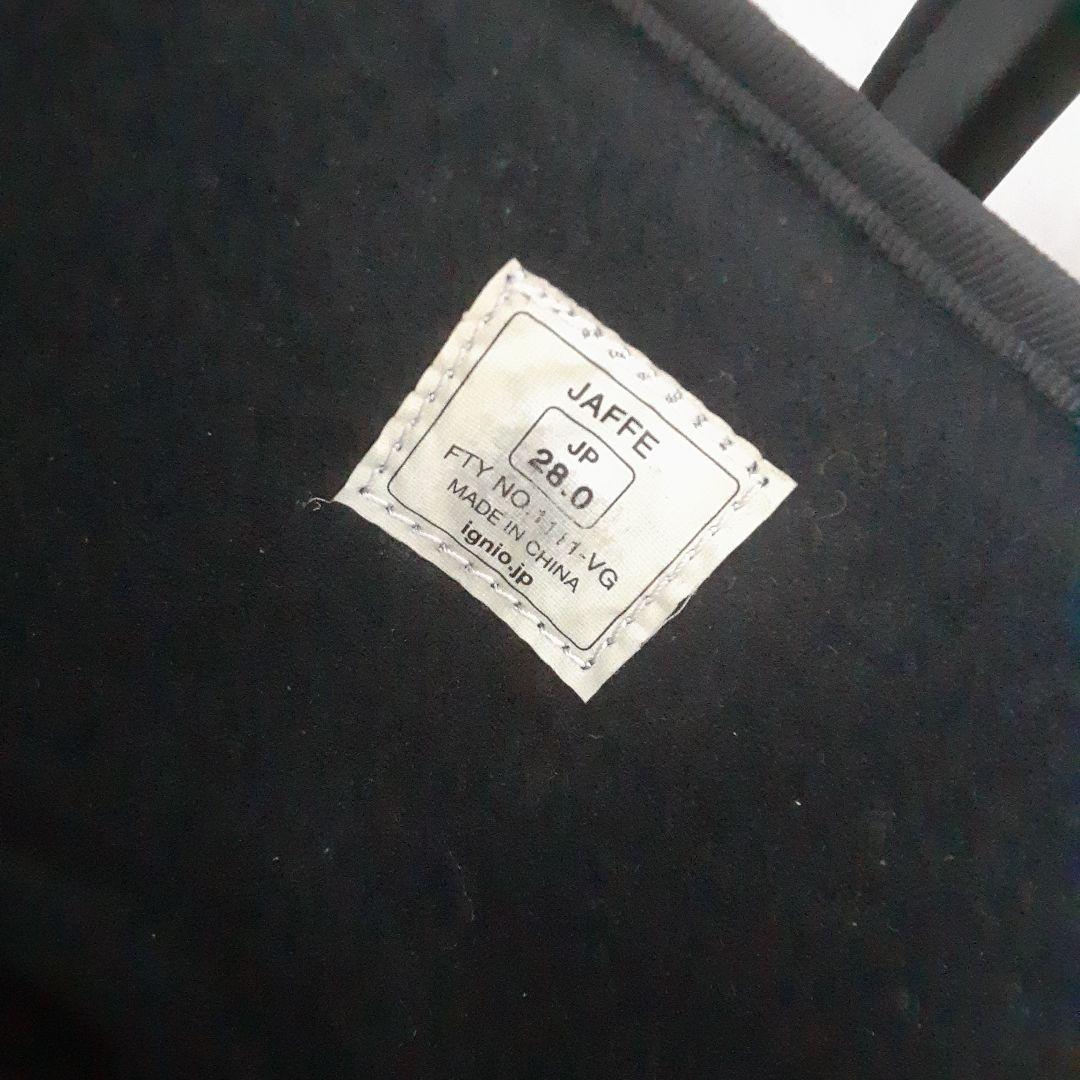 JAFFE
JP
28.0
FTY NO.1111-VG
MADE IN CHINA
ignio.jp